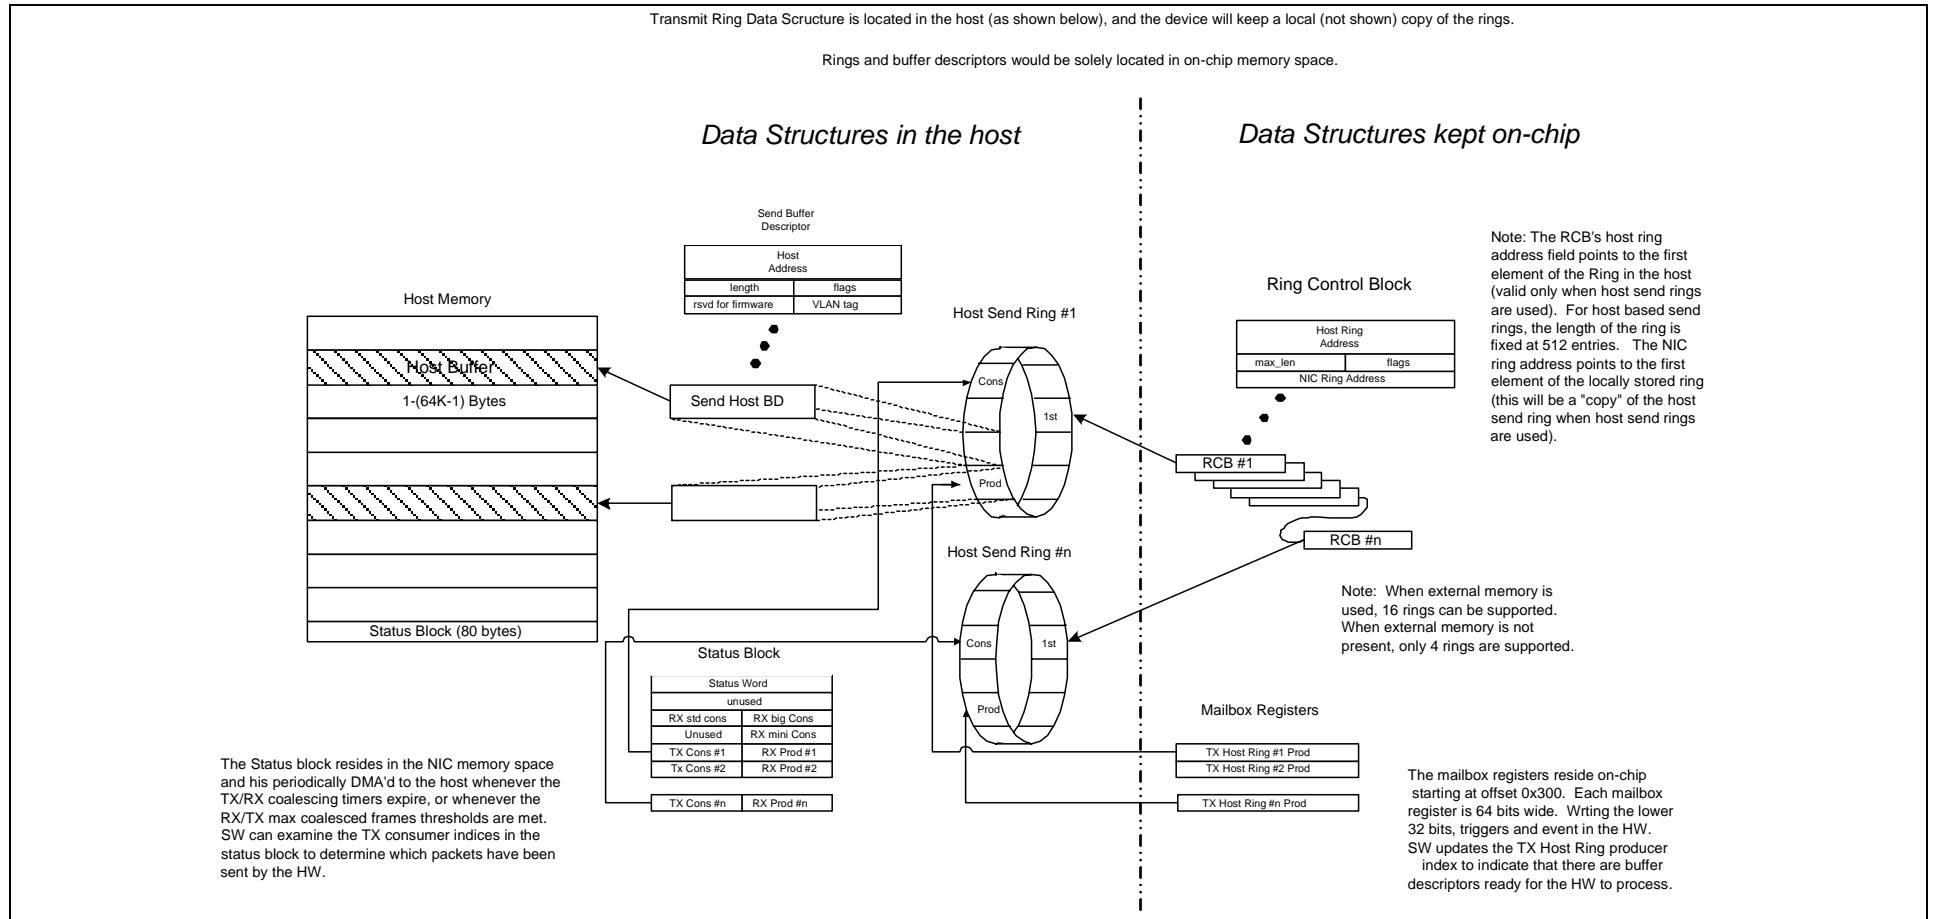 Transmit Ring Data Scructure is located in the host (as shown below), and the device will keep a local (not shown) copy of the rings.
Rings and buffer descriptors would be solely located in on-chip memory space.
Data Structures in the host
Data Structures kept on-chip
Send Buffer
Descriptor
Host
Address
length
flags
rsvd for firmware
VLAN tag
Host Memory
Host Buffer
1-(64K-1) Bytes
Status Block (80 bytes)
Send Host BD
Host Send Ring #1
Cons
1st
Prod
Host Send Ring #n
Cons
1st
Prod
Ring Control Block
Host Ring
Address
max_len
flags
NIC Ring Address
RCB #1
RCB #n
Note: The RCB's host ring
address field points to the first
element of the Ring in the host
(valid only when host send rings
are used).  For host based send
rings, the length of the ring is
fixed at 512 entries.   The NIC
ring address points to the first
element of the locally stored ring
(this will be a "copy" of the host
send ring when host send rings
are used).
Note:  When external memory is
used, 16 rings can be supported.
When external memory is not
present, only 4 rings are supported.
Status Block
Status Word
unused
RX std cons
RX big Cons
Unused
RX mini Cons
TX Cons #1
RX Prod #1
Tx Cons #2
RX Prod #2
TX Cons #n
RX Prod #n
Mailbox Registers
TX Host Ring #1 Prod
TX Host Ring #2 Prod
TX Host Ring #n Prod
The Status block resides in the NIC memory space
and his periodically DMA'd to the host whenever the
TX/RX coalescing timers expire, or whenever the
RX/TX max coalesced frames thresholds are met.
SW can examine the TX consumer indices in the
status block to determine which packets have been
sent by the HW.
The mailbox registers reside on-chip
starting at offset 0x300.  Each mailbox
register is 64 bits wide.  Wrting the lower
32 bits, triggers and event in the HW.
SW updates the TX Host Ring producer
index to indicate that there are buffer
descriptors ready for the HW to process.